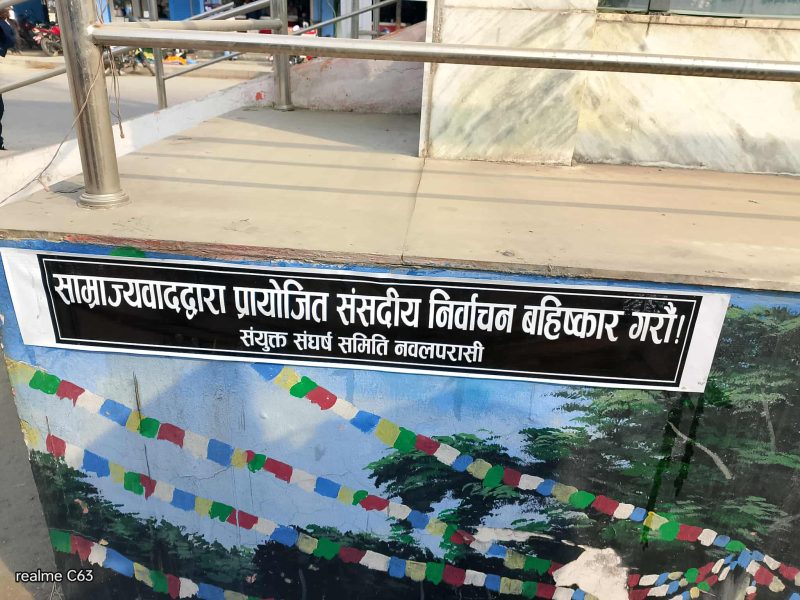 साम्राज्यवादद्वारा प्रायोजित संसदीय निर्वाचन बहिष्कार गरौं!
संयुक्त संघर्ष समिति नवलपरासी
realme C63